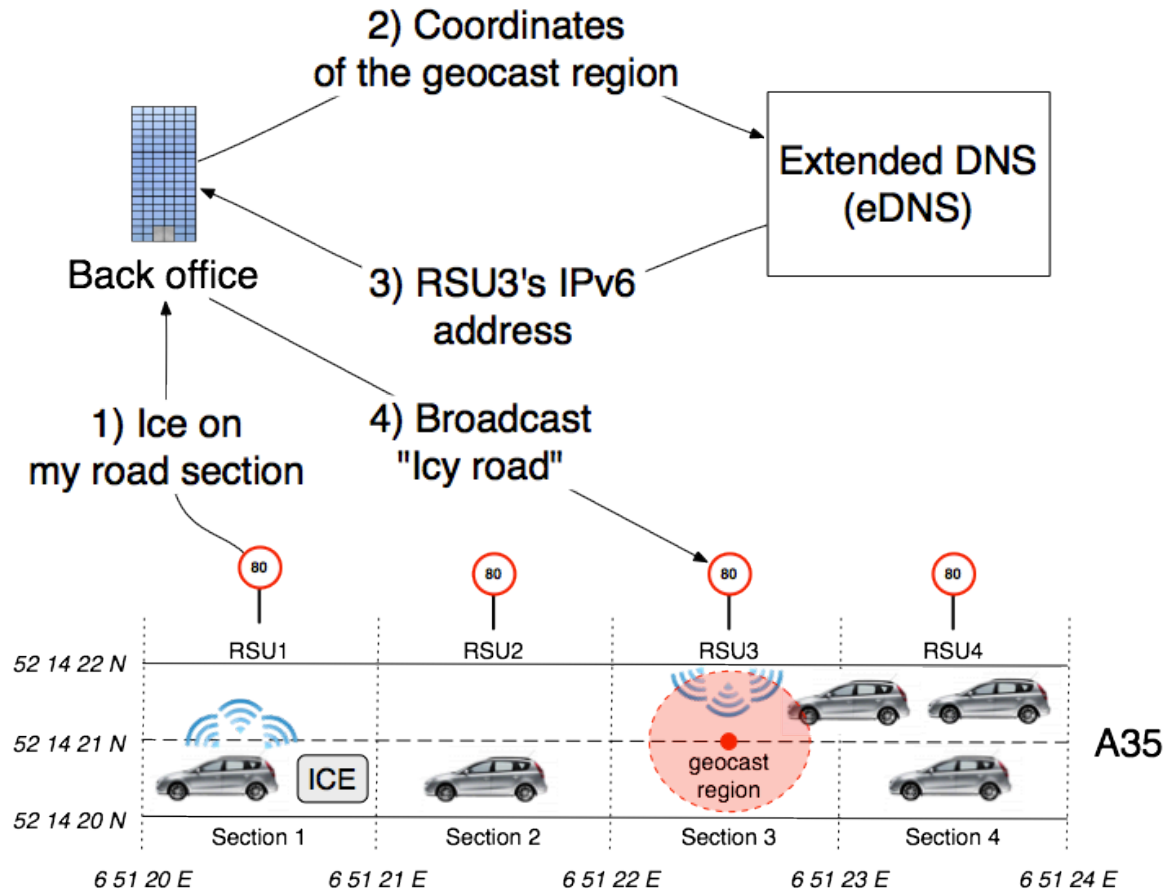 2) Coordinates
of the geocast region
Extended DNS
(eDNS)
Back office
3) RSU3's IPv6
address
1) Ice on
my road section
4) Broadcast
"Icy road"
80
80
80
80
RSU1
RSU2
RSU3
RSU4
52 14 22 N
52 14 21 N
A35
geocast
region
ICE
52 14 20 N
Section 1
Section 2
Section 3
Section 4
6 51 20 E
6 51 21 E
6 51 22 E
6 51 23 E
6 51 24 E